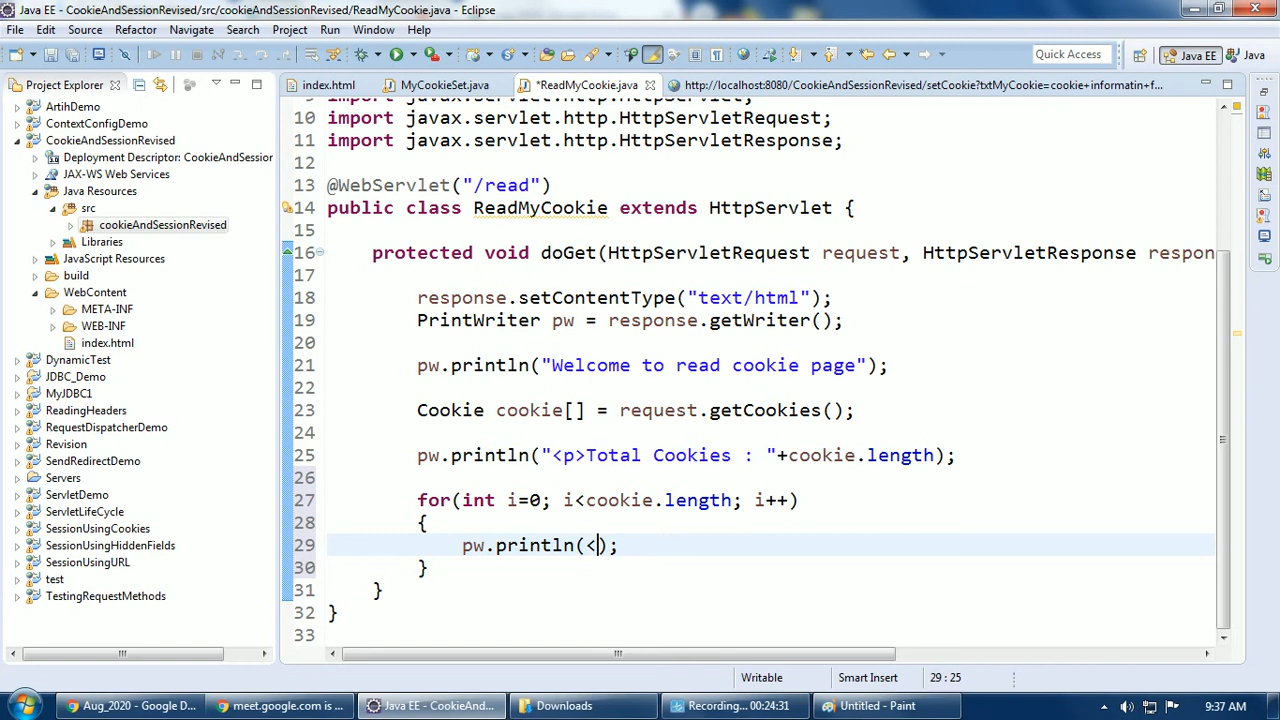 Java EE - CookieAndSessionRevised/src/cookieAndSessionRevised/ReadMyCookie.java - Eclipse
File Edit Source Refactor Navigate Search Project Run Window Help
Quick Access
Java EE
Java
Project Explorer
index.html
MyCookieSet.java
*ReadMyCookie.java
http://localhost:8080/CookieAndSessionRevised/setCookie?txtMyCookie=cookie+informatin+f...
ArtihDemo
ContextConfigDemo
CookieAndSessionRevised
Deployment Descriptor: CookieAndSession
JAX-WS Web Services
Java Resources
src
cookieAndSessionRevised
Libraries
JavaScript Resources
build
WebContent
META-INF
WEB-INF
index.html
DynamicTest
JDBC_Demo
MyJDBC1
ReadingHeaders
RequestDispatcherDemo
Revision
SendRedirectDemo
Servers
ServletDemo
ServletLifeCycle
SessionUsingCookies
SessionUsingHiddenFields
SessionUsingURL
test
TestingRequestMethods
9 import javax.servlet.http.HttpServlet;
10 import javax.servlet.http.HttpServletRequest;
11 import javax.servlet.http.HttpServletResponse;
12
13 @WebServlet("/read")
14 public class ReadMyCookie extends HttpServlet {
15
16 protected void doGet(HttpServletRequest request, HttpServletResponse respon
17
18 response.setContentType("text/html");
19 PrintWriter pw = response.getWriter();
20
21 pw.println("Welcome to read cookie page");
22
23 Cookie cookie[] = request.getCookies();
24
25 pw.println("<p>Total Cookies : "+cookie.length);
26
27 for(int i=0; i<cookie.length; i++)
28 {
29 pw.println(<);
30 }
31 }
32 }
33
Writable
Smart Insert
29 : 25
Aug_2020 - Google D...
meet.google.com is ...
Java EE - CookieAnd...
Downloads
Recording... 00:24:31
Untitled - Paint
9:37 AM